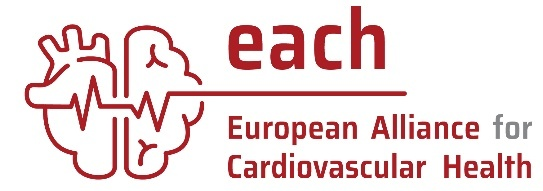 each
European Alliance for
Cardiovascular Health